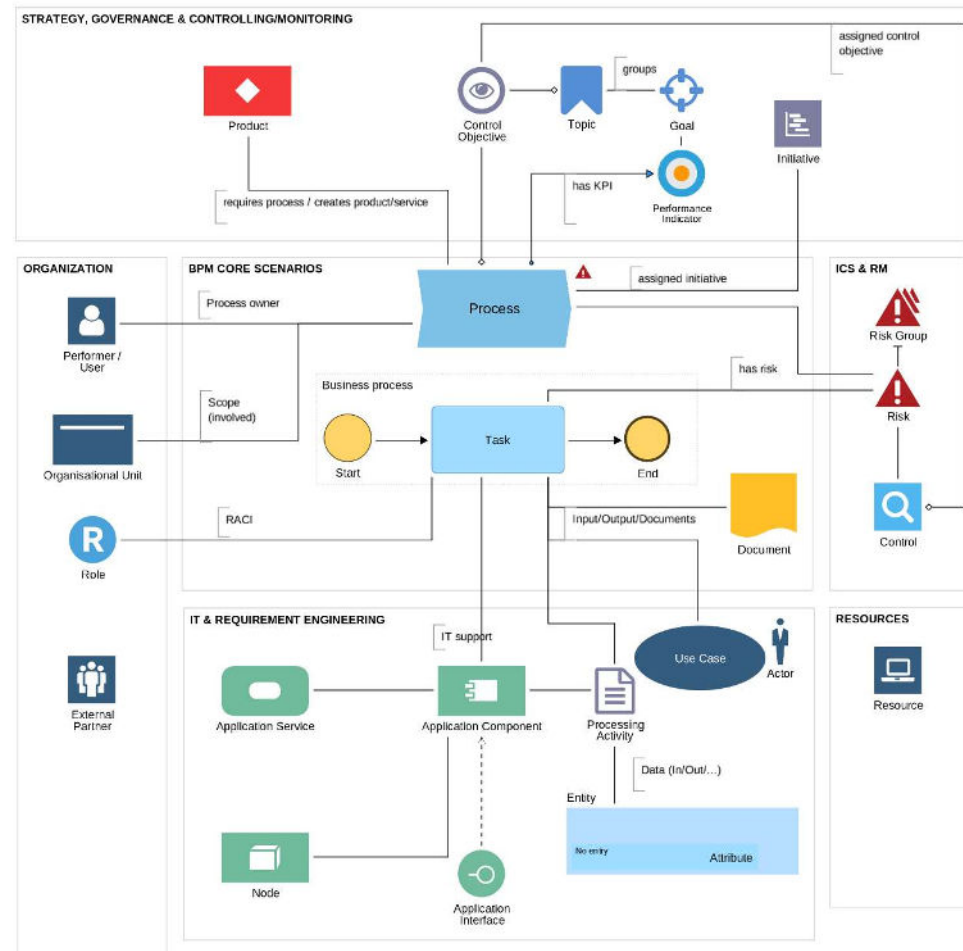 STRATEGY, GOVERNANCE & CONTROLLING/MONITORING
assigned control
objective
groups
Product
Control
Objective
Topic
Goal
Initiative
has KPI
requires process / creates product/service
Performance
Indicator
ORGANIZATION
BPM CORE SCENARIOS
ICS & RM
assigned initiative
Process owner
Process
Performer /
User
Risk Group
has risk
Business process
Scope
(involved)
Task
Risk
Organisational Unit
Start
End
RACI
Input/Output/Documents
R
Role
Document
Control
IT & REQUIREMENT ENGINEERING
RESOURCES
IT support
Use Case
Actor
External
Partner
Application Service
Application Component
Processing
Activity
Resource
Data (In/Out/...)
Entity
No entity
Attribute
Node
Application
Interface